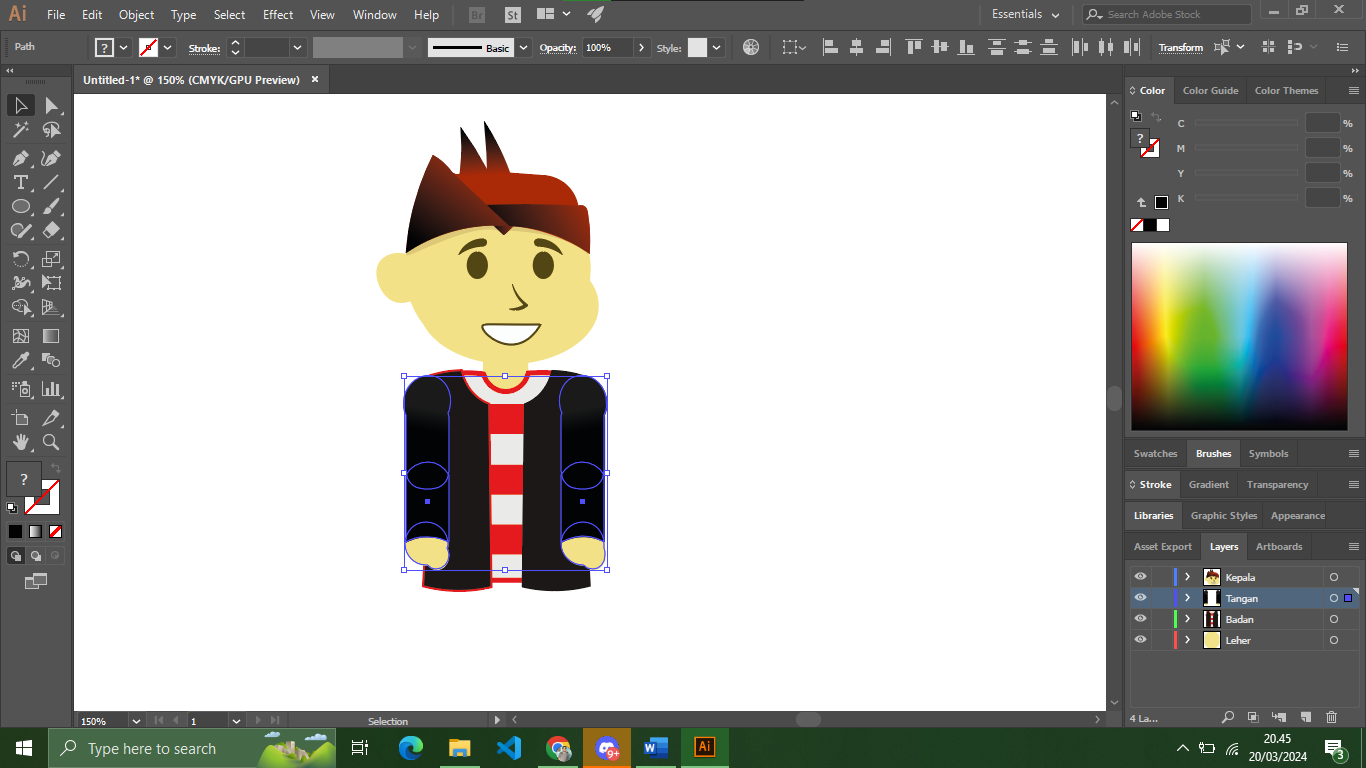 Ai File Edit Object Type Select Effect View Window Help Br St Essentials Search Adobe Stock
Path ? Stroke: Basic Opacity: 100% Style: Transform
Untitled-1* @ 150% (CMYK/GPU Preview)
Color Color Guide Color Themes
C %
? M %
Y %
K %
T
Swatches Brushes Symbols
Stroke Gradient Transparency
Libraries Graphic Styles Appearance
Asset Export Layers Artboards
Kepala
Tangan
Badan
Leher
?
150% 1 Selection
4 La...
Type here to search 9+ W Ai 20.45
20/03/2024 3